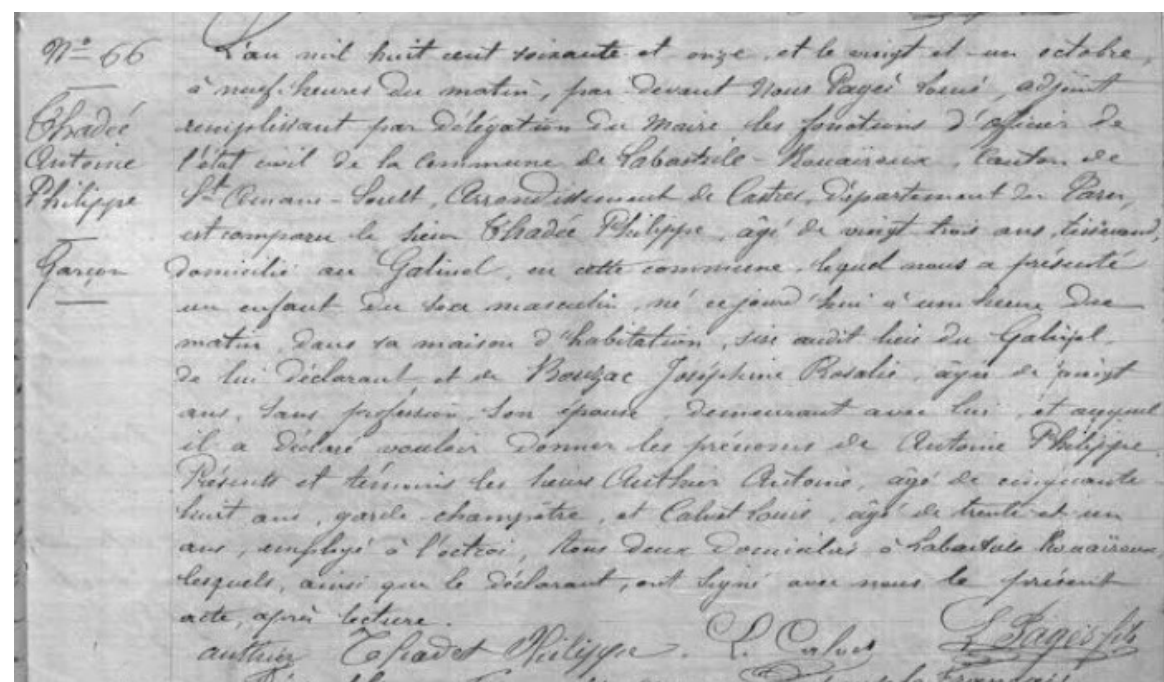 N° 66
Thadée
Antoine
Philippe
Garçon
L'an mil huit cent soixante et onze, et le vingt et un octobre,
à neuf heures du matin, par devant Nous Pagès Louis, adjoint
remplissant par délégation du Maire les fonctions d'officier de
l'état civil de la Commune de Labastide-Rouairoux, Canton de
St Amans-Soult, Arrondissement de Castres, Département du Tarn,
est comparu le sieur Thadée Philippe, âgé de vingt trois ans, tisserand,
domicilié au Galinel, en cette commune, lequel nous a présenté
un enfant du sexe masculin, né cejourd'hui à une heure du
matin, dans sa maison d'habitation, sise audit lieu du Galinel,
de lui déclarant et de Bouzac Joséphine Rosalie, âgée de vingt
ans, sans profession, son épouse, demeurant avec lui, et auquel
il a déclaré vouloir donner les prénoms de Antoine Philippe.
Présents et témoins les sieurs Authier Antoine, âgé de cinquante-
huit ans, garde-champêtre, et Calvet Louis, âgé de trente et un
ans, employé à l'octroi, tous deux domiciliés à Labastide Rouairoux,
lesquels, ainsi que le déclarant, ont signé avec nous le présent
acte, après lecture.
authier Thadet Philippe. L. Calvet L. Pagès fils